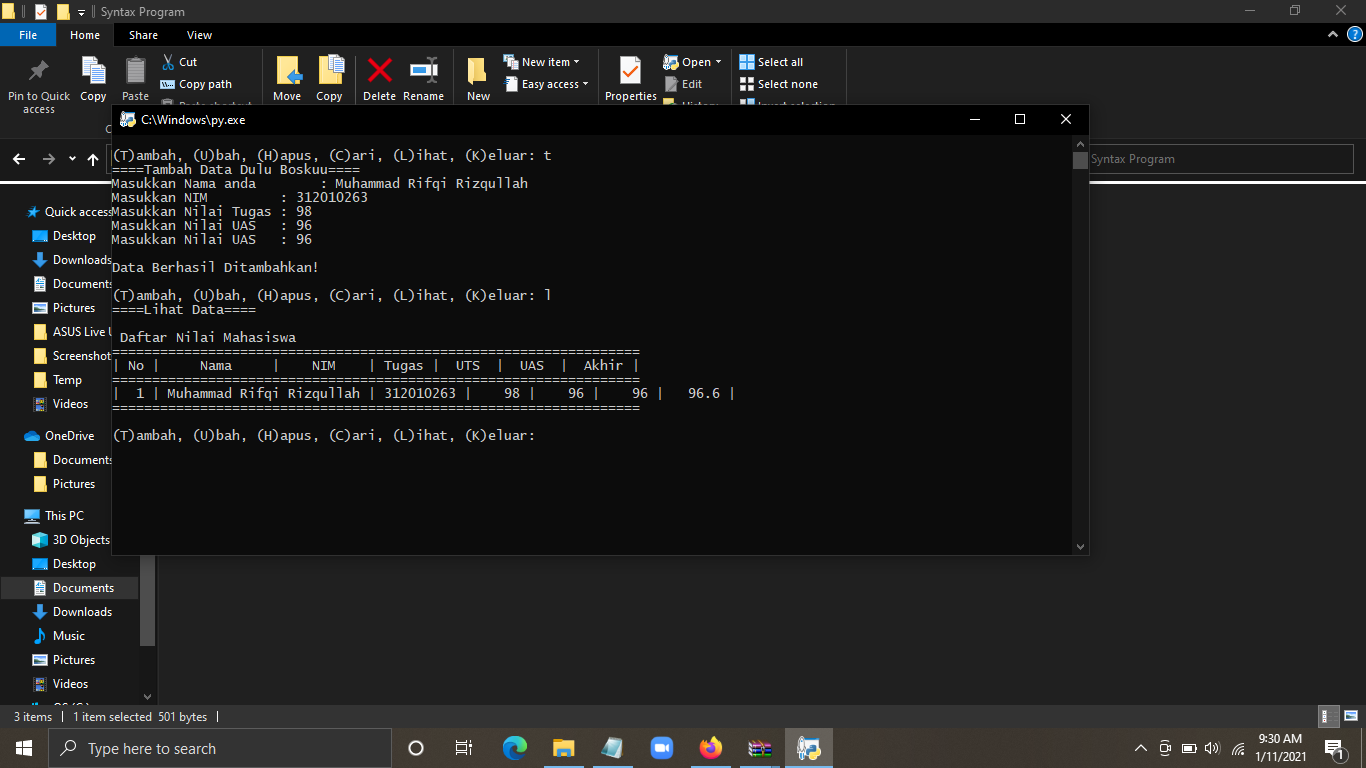 Syntax Program
File Home Share View
Pin to Quick access
Copy
Paste
Cut
Copy path
Move
Copy
Delete
Rename
New
New item
Easy access
Properties
Open
Edit
Select all
Select none
C:\Windows\py.exe
(T)ambah, (U)bah, (H)apus, (C)ari, (L)ihat, (K)eluar: t
====Tambah Data Dulu Boskuu====
Masukkan Nama anda : Muhammad Rifqi Rizqullah
Masukkan NIM : 312010263
Masukkan Nilai Tugas : 98
Masukkan Nilai UAS : 96
Masukkan Nilai UAS : 96
Data Berhasil Ditambahkan!
(T)ambah, (U)bah, (H)apus, (C)ari, (L)ihat, (K)eluar: l
====Lihat Data====
Daftar Nilai Mahasiswa
==================================================================
| No | Nama | NIM | Tugas | UTS | UAS | Akhir |
==================================================================
| 1 | Muhammad Rifqi Rizqullah | 312010263 | 98 | 96 | 96 | 96.6 |
==================================================================
(T)ambah, (U)bah, (H)apus, (C)ari, (L)ihat, (K)eluar:
Syntax Program
Quick access
Desktop
Downloads
Documents
Pictures
ASUS Live
Screenshot
Temp
Videos
OneDrive
Documents
Pictures
This PC
3D Objects
Desktop
Documents
Downloads
Music
Pictures
Videos
3 items 1 item selected 501 bytes
Type here to search
9:30 AM
1/11/2021
1